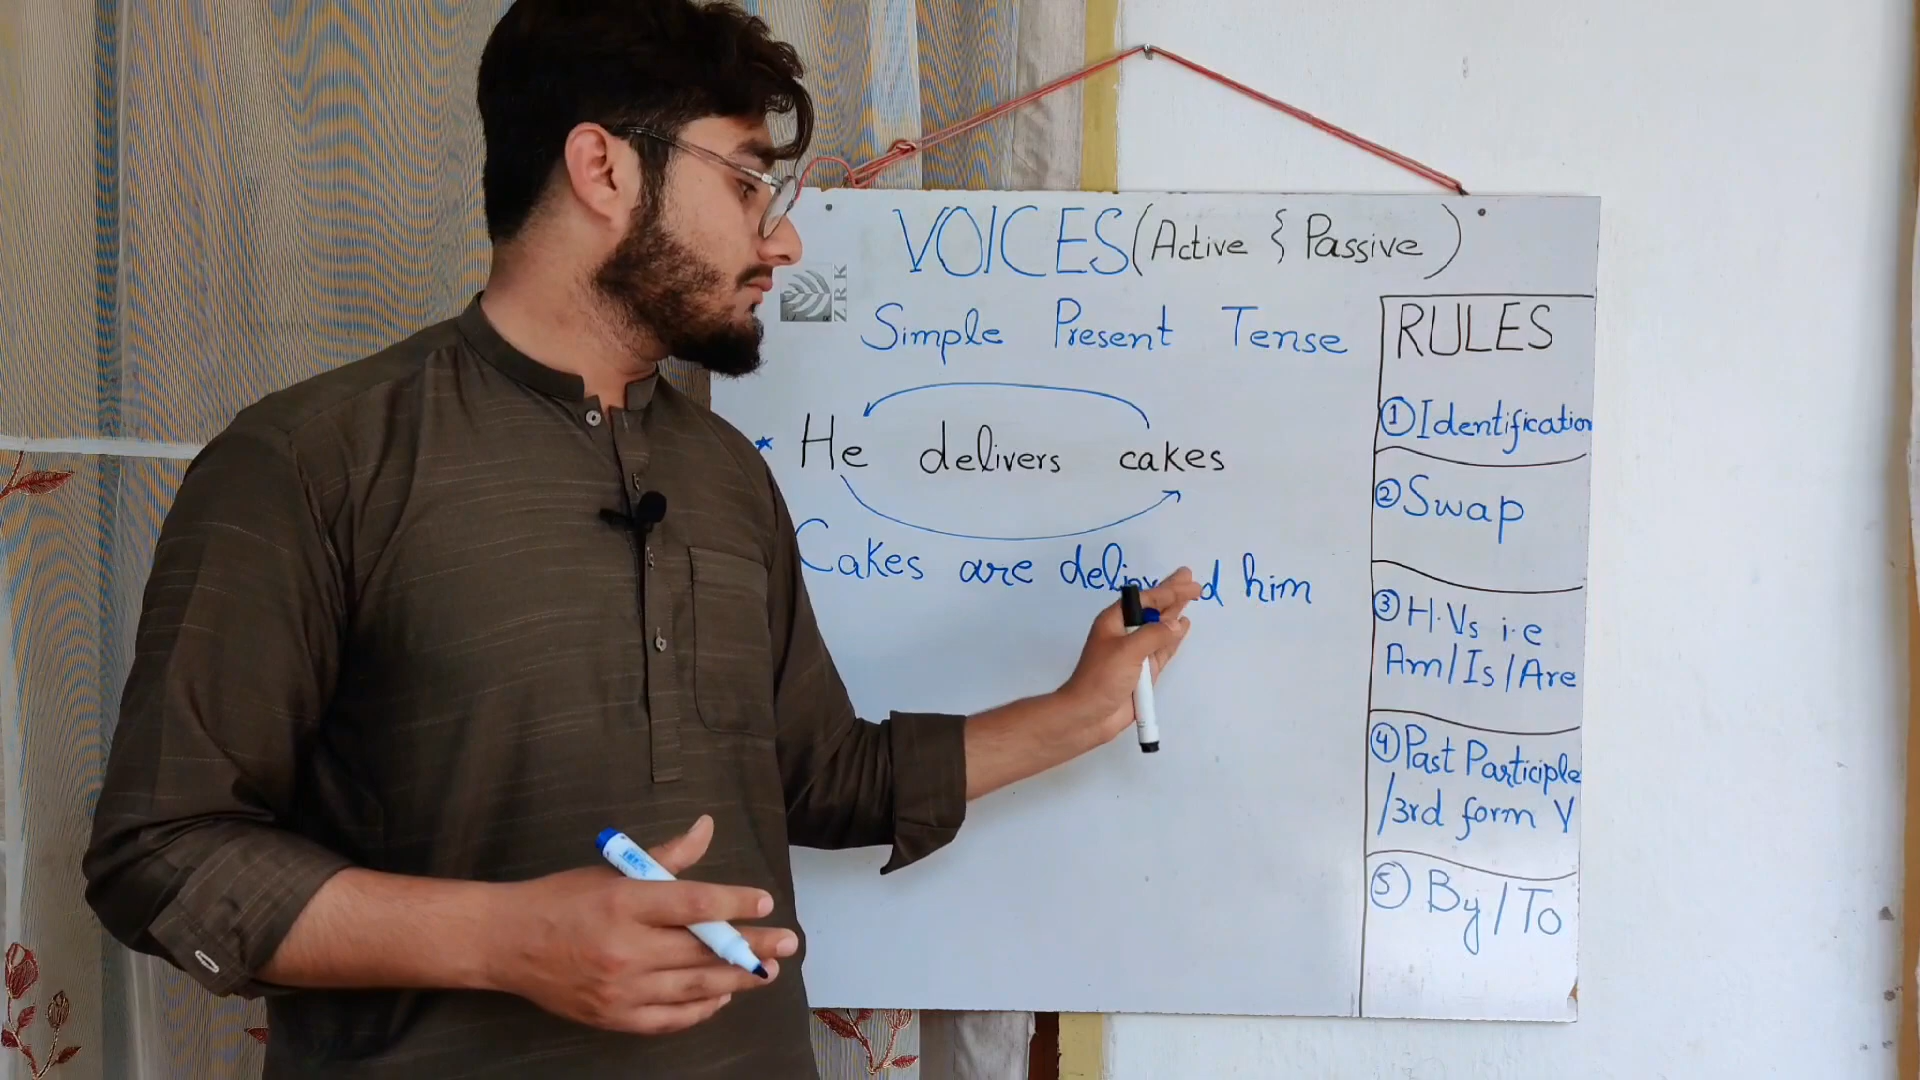 VOICES (Active & Passive)
Simple Present Tense
ZRK
* He delivers cakes
Cakes are him
RULES
① Identification
② Swap
③ H.Vs i.e
Am/Is/Are
④ Past Participle
/3rd form V
⑤ By/To